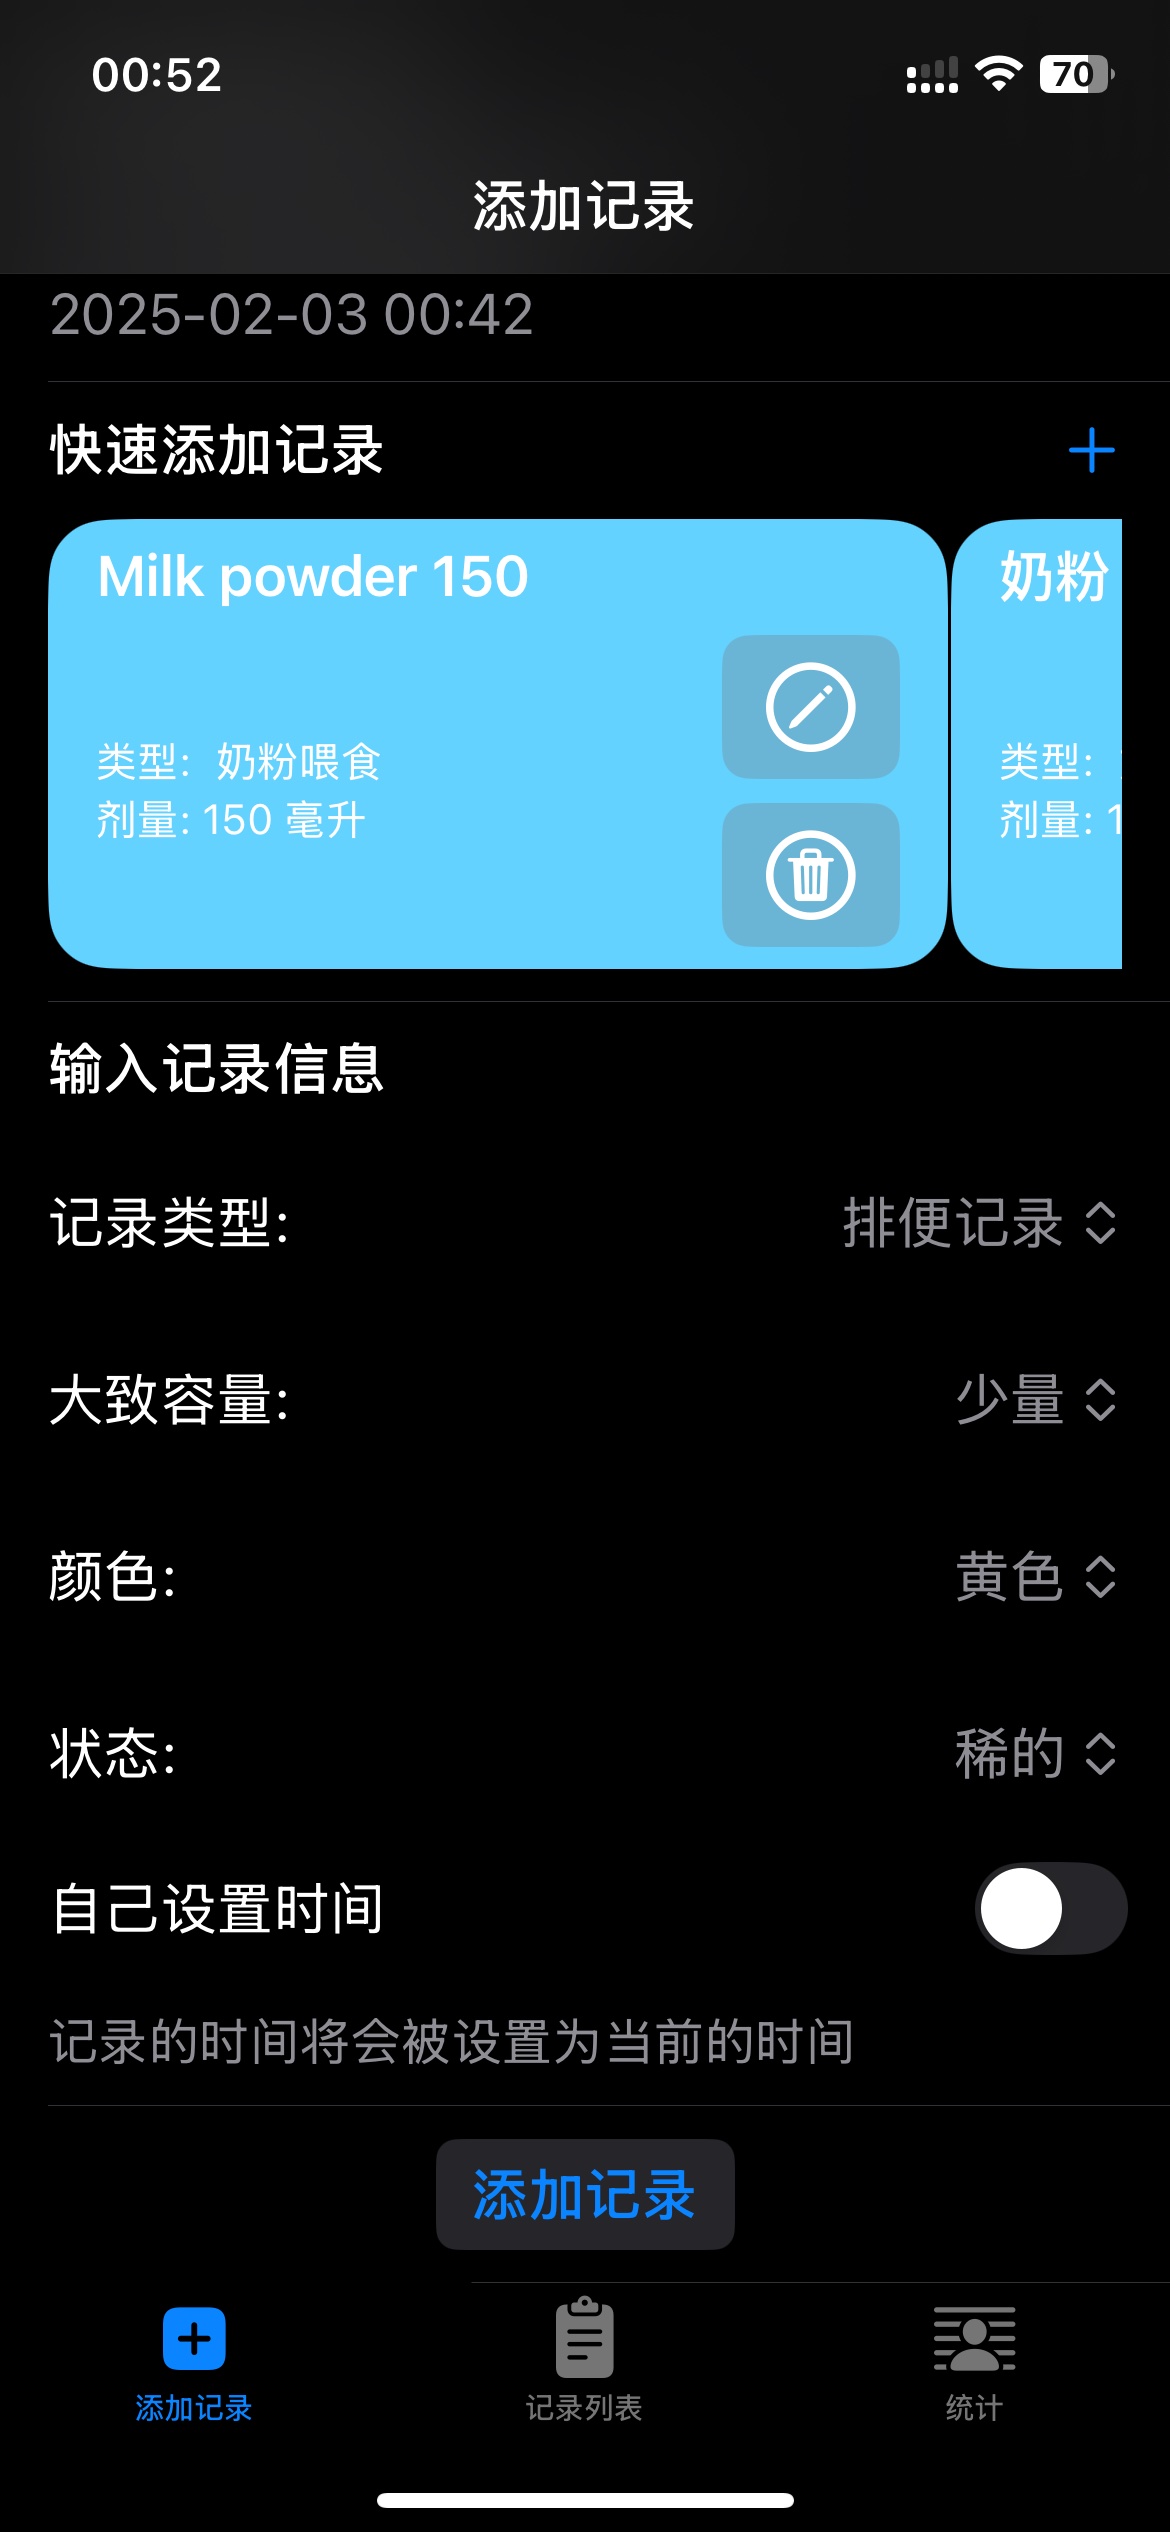 00:52
70
添加记录
2025-02-03 00:42
快速添加记录
Milk powder 150
类型: 奶粉喂食
剂量: 150 毫升
奶粉
类型:
剂量: 1
输入记录信息
记录类型: 排便记录
大致容量: 少量
颜色: 黄色
状态: 稀的
自己设置时间
记录的时间将会被设置为当前的时间
添加记录
添加记录 记录列表 统计